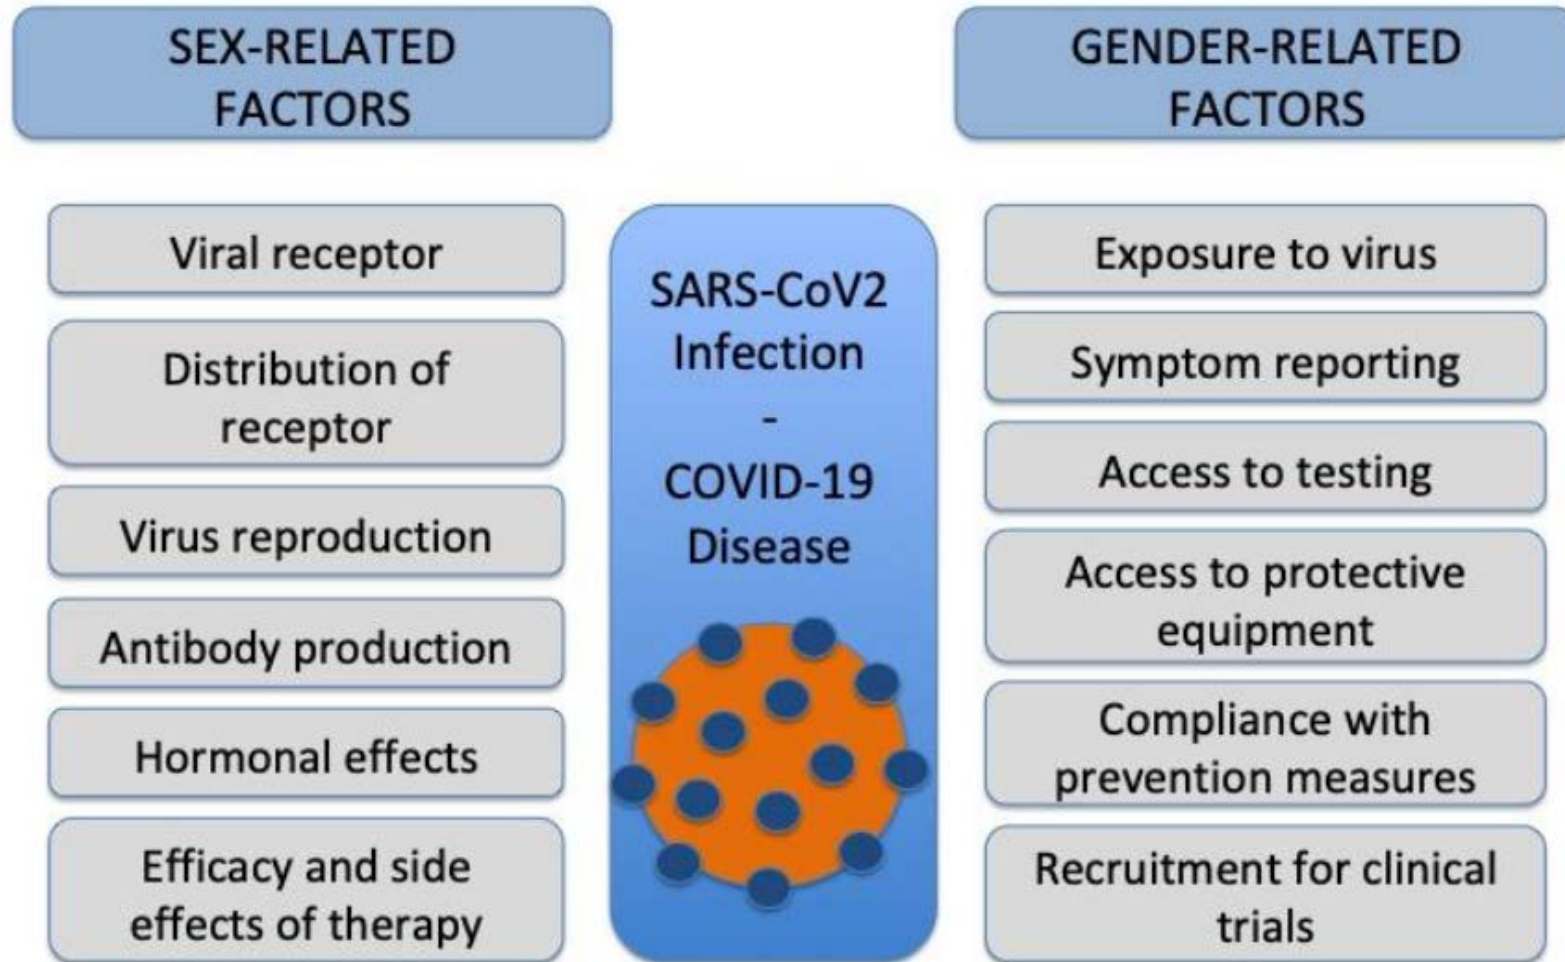 SEX-RELATED
FACTORS
Viral receptor
Distribution of
receptor
Virus reproduction
Antibody production
Hormonal effects
Efficacy and side
effects of therapy
SARS-CoV2
Infection
-
COVID-19
Disease
GENDER-RELATED
FACTORS
Exposure to virus
Symptom reporting
Access to testing
Access to protective
equipment
Compliance with
prevention measures
Recruitment for clinical
trials